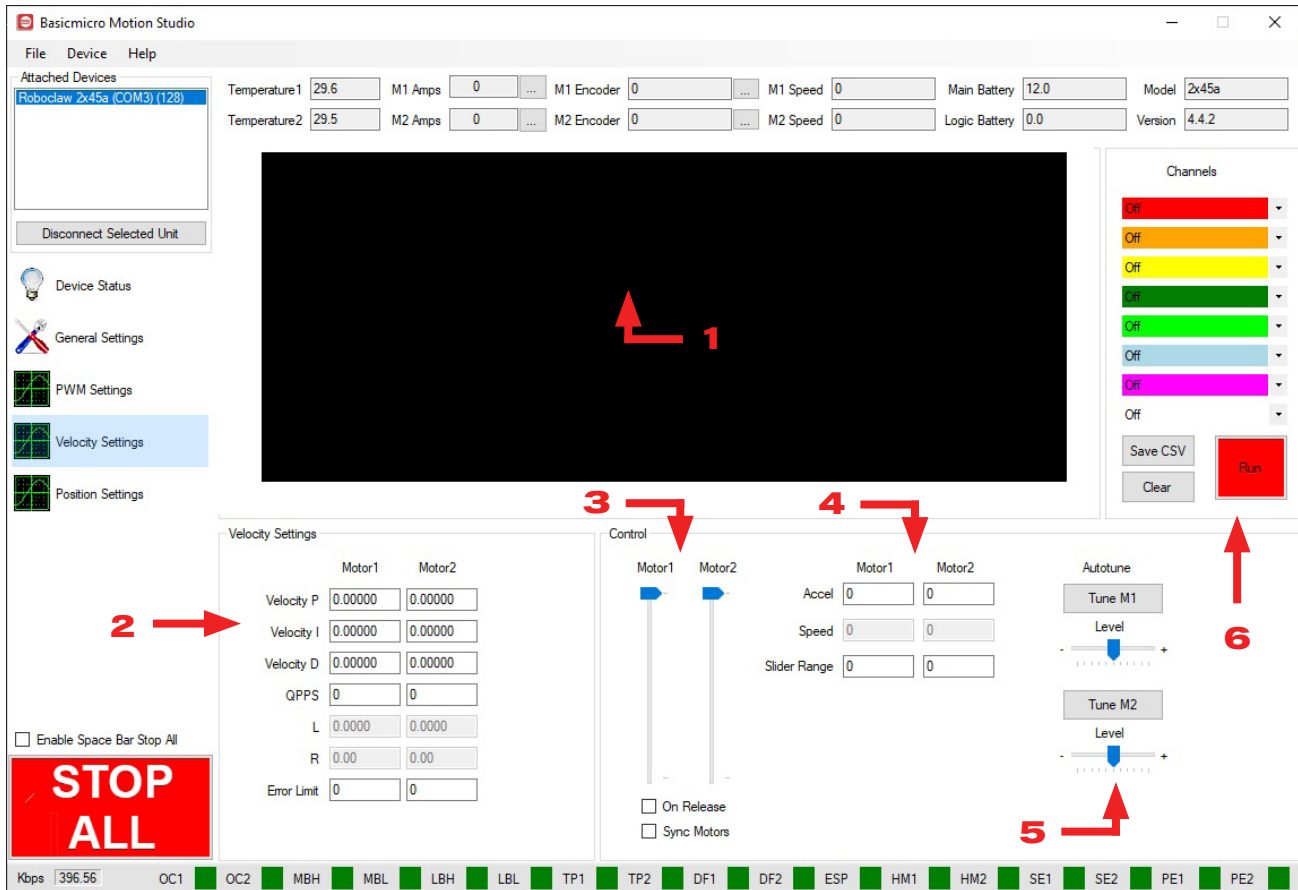 Basicmicro Motion Studio
File Device Help
Attached Devices
Roboclaw 2x45a (COM3) (128)
Disconnect Selected Unit
Temperature1 29.6 M1 Amps 0 ... M1 Encoder 0 ... M1 Speed 0 Main Battery 12.0 Model 2x45a
Temperature2 29.5 M2 Amps 0 ... M2 Encoder 0 ... M2 Speed 0 Logic Battery 0.0 Version 4.4.2
Device Status
General Settings
PWM Settings
Velocity Settings
Position Settings
1
Channels
Off
Off
Off
Off
Off
Off
Off
Off
Save CSV
Clear
Run
6
Velocity Settings
Motor1 Motor2
Velocity P 0.00000 0.00000
2
Velocity I 0.00000 0.00000
Velocity D 0.00000 0.00000
QPPS 0 0
L 0.0000 0.0000
R 0.00 0.00
Error Limit 0 0
3
4
Control
Motor1 Motor2
On Release
Sync Motors
Motor1 Motor2
Accel 0 0
Speed 0 0
Slider Range 0 0
Autotune
Tune M1
Level
- +
Tune M2
Level
- +
5
Enable Space Bar Stop All
STOP
ALL
Kbps 396.56 OC1 OC2 MBH MBL LBH LBL TP1 TP2 DF1 DF2 ESP HM1 HM2 SE1 SE2 PE1 PE2